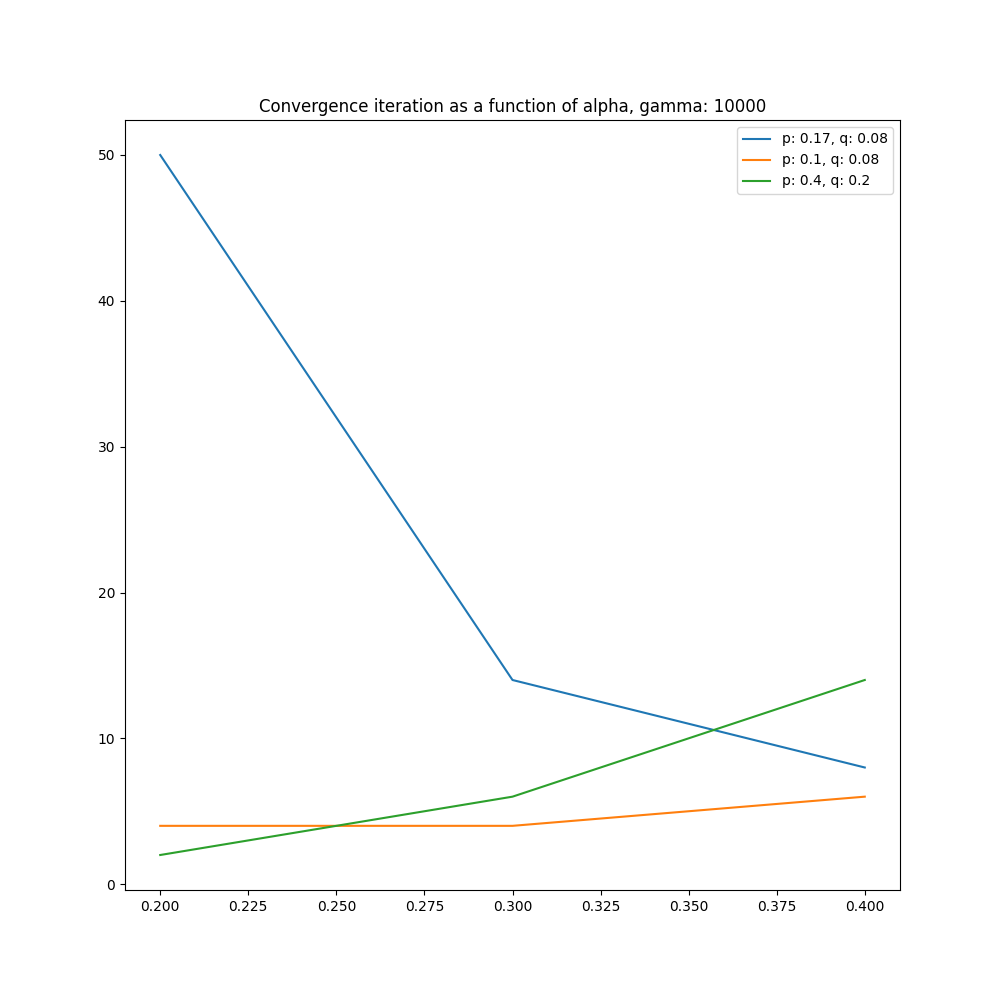 Convergence iteration as a function of alpha, gamma: 10000
p: 0.17, q: 0.08
p: 0.1, q: 0.08
p: 0.4, q: 0.2
50
40
30
20
10
0
0.200 0.225 0.250 0.275 0.300 0.325 0.350 0.375 0.400